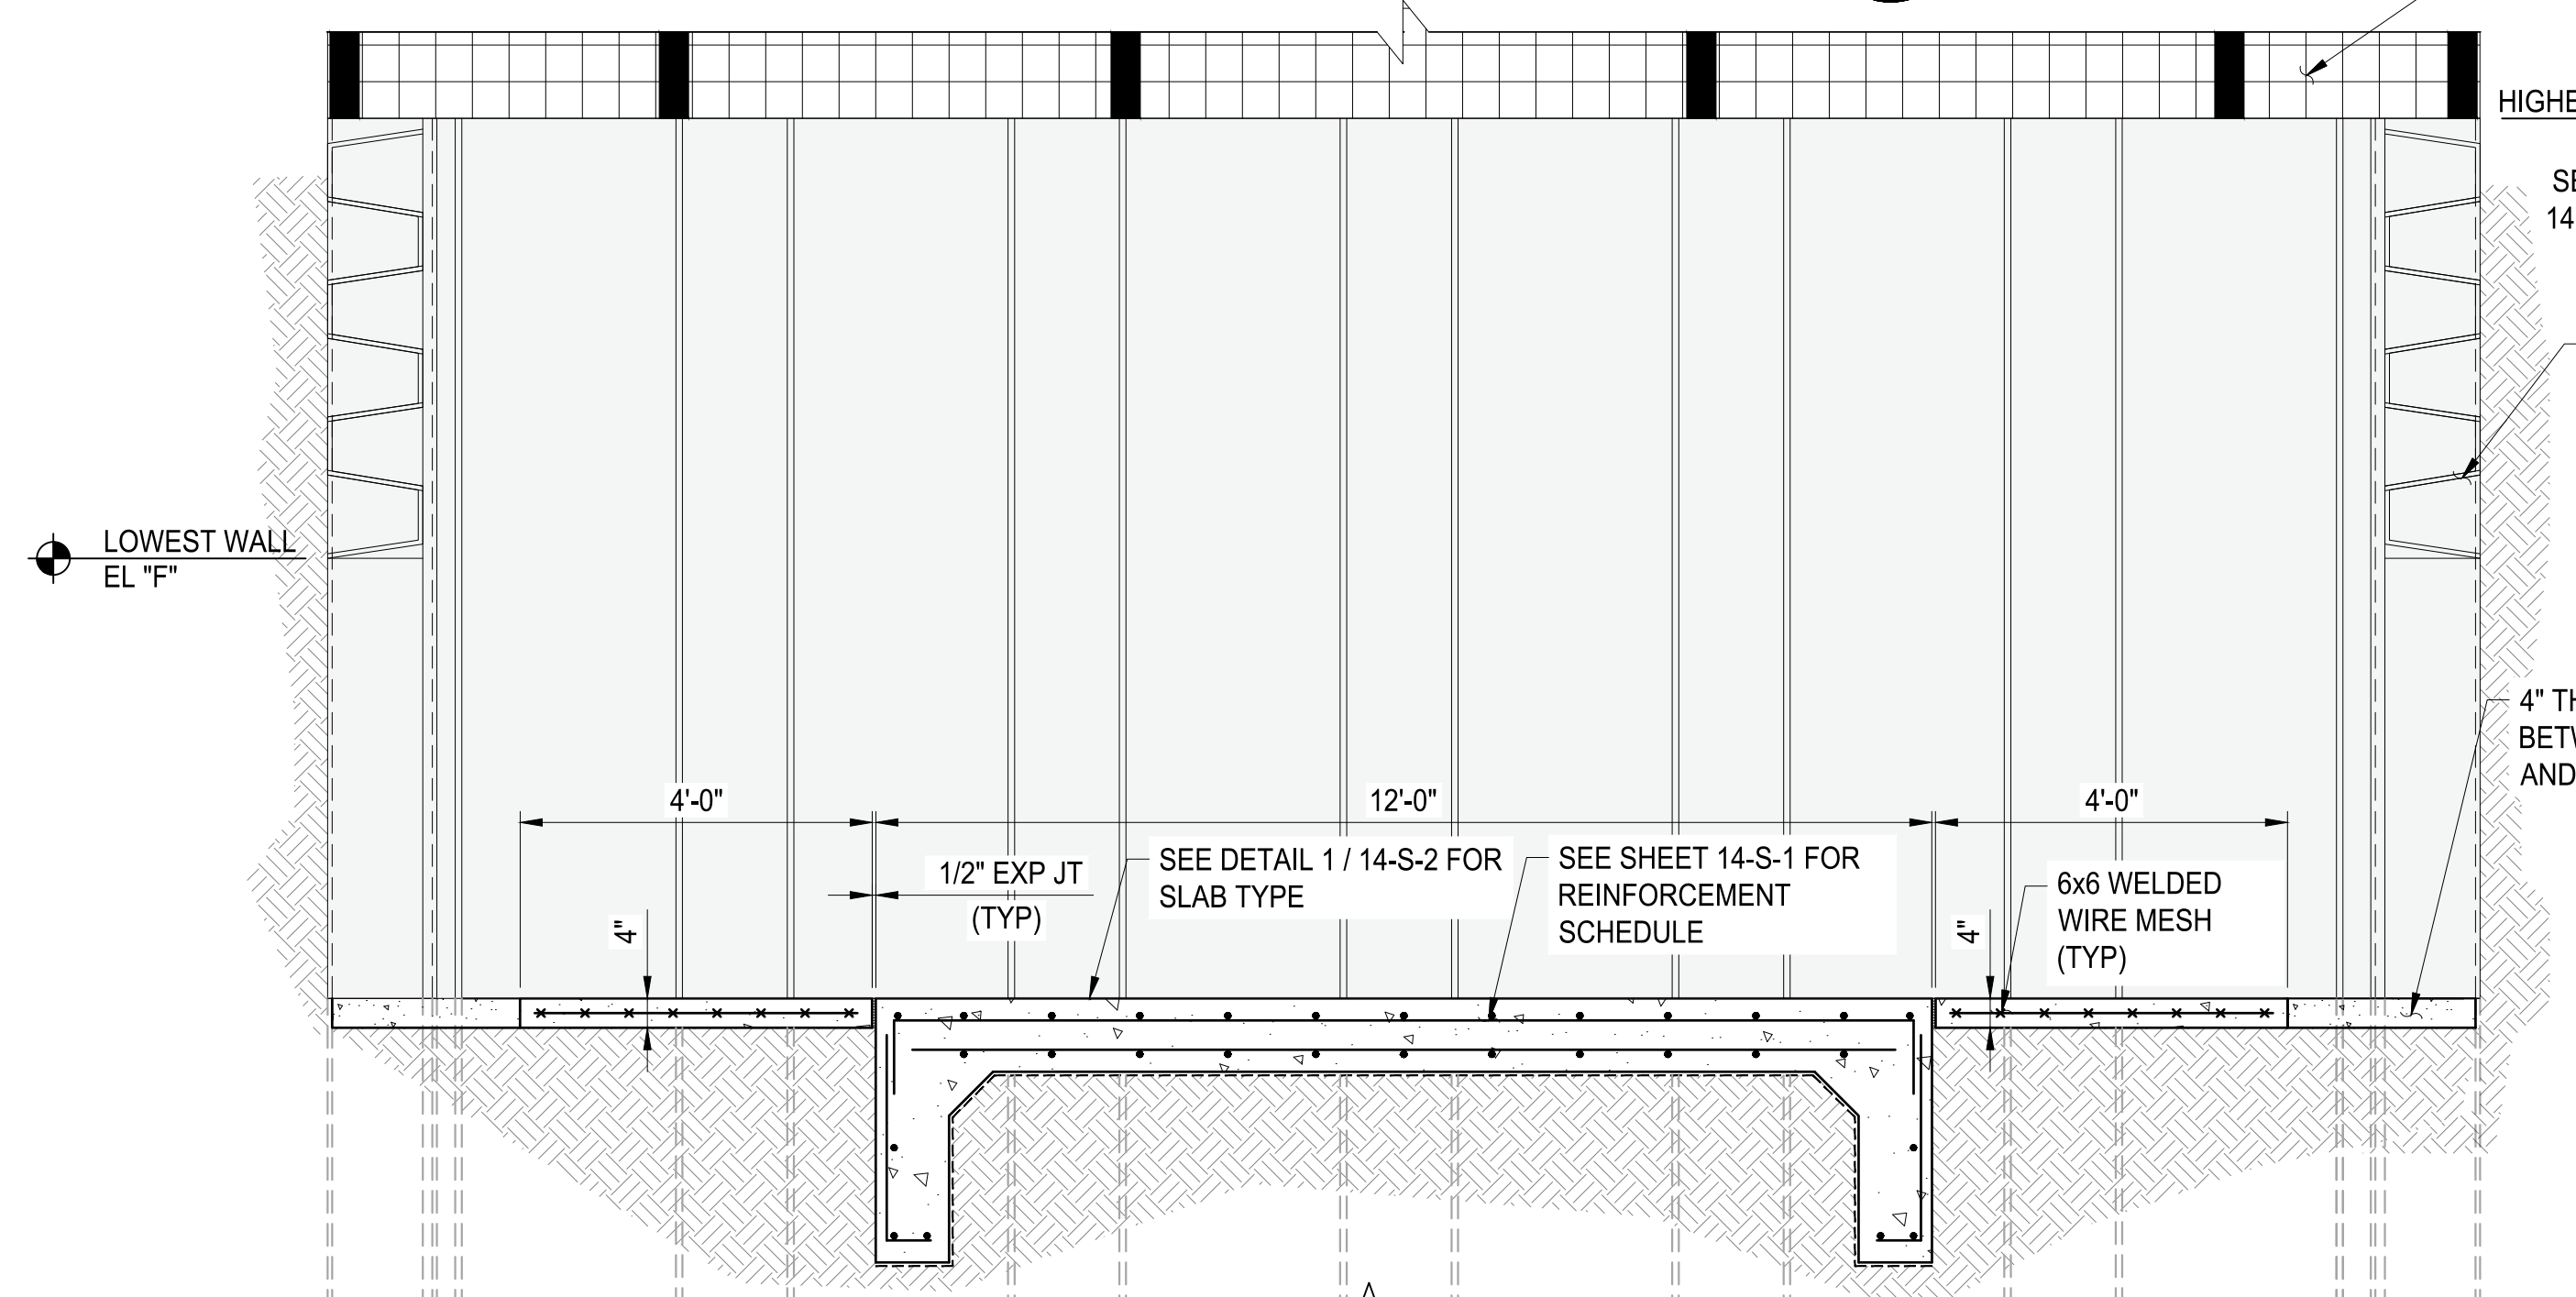 HIGHE
SE
14
LOWEST WALL
EL "F"
4" TH
BETW
AND
4'-0"
12'-0"
4'-0"
1/2" EXP JT
(TYP)
SEE DETAIL 1 / 14-S-2 FOR
SLAB TYPE
SEE SHEET 14-S-1 FOR
REINFORCEMENT
SCHEDULE
6x6 WELDED
WIRE MESH
(TYP)
4"
4"